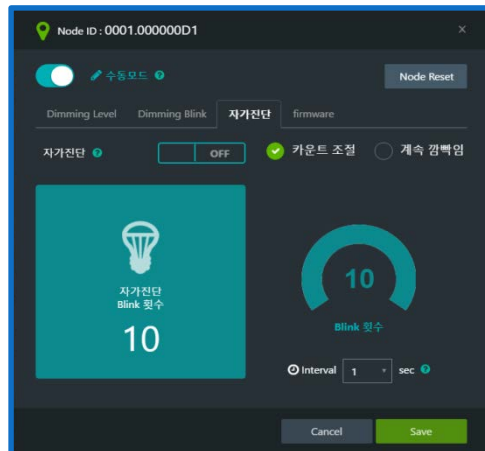 Node ID : 0001.000000D1 ×
수동모드 ? Node Reset
Dimming Level Dimming Blink 자가진단 firmware
자가진단 ? OFF 카운트 조절 계속 깜빡임
자가진단
Blink 횟수
10
10
Blink 횟수
Interval 1 sec ?
Cancel Save